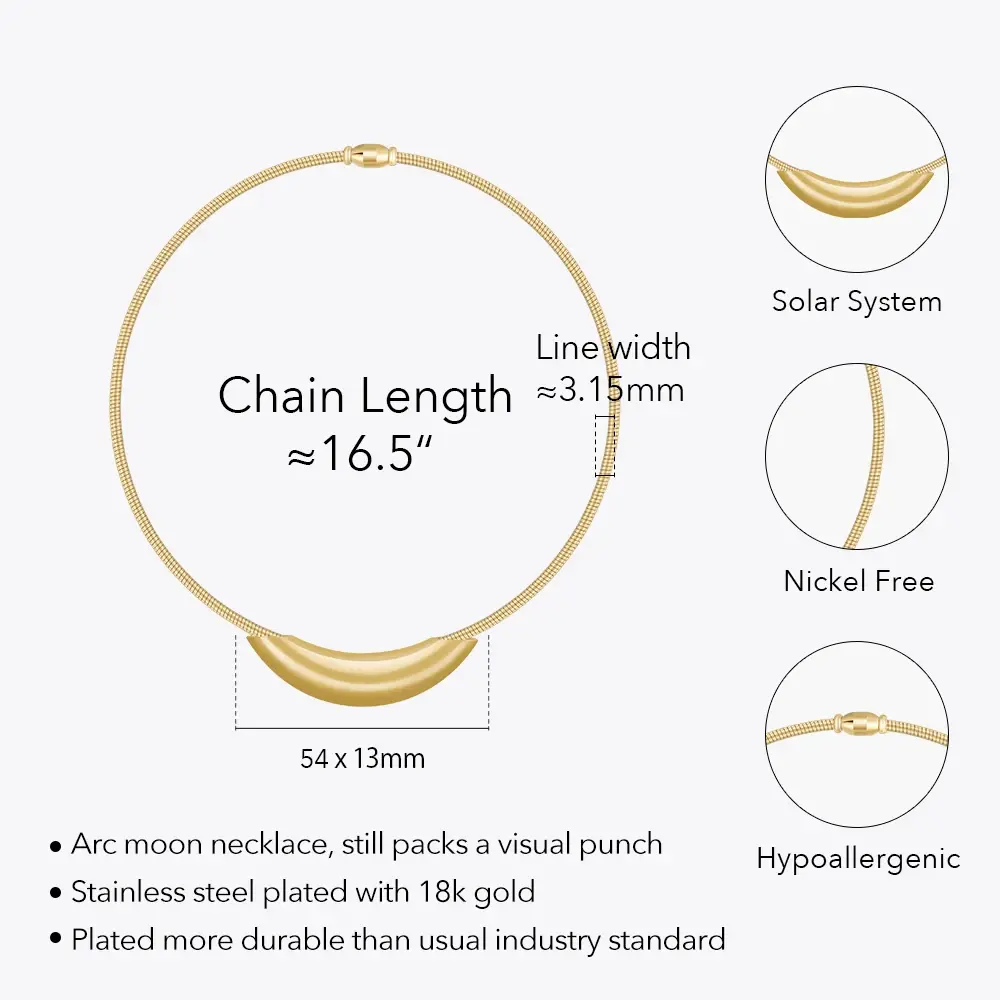 Chain Length
≈16.5“
Line width
≈3.15mm
54 x 13mm
Solar System
Nickel Free
Hypoallergenic
• Arc moon necklace, still packs a visual punch
• Stainless steel plated with 18k gold
• Plated more durable than usual industry standard